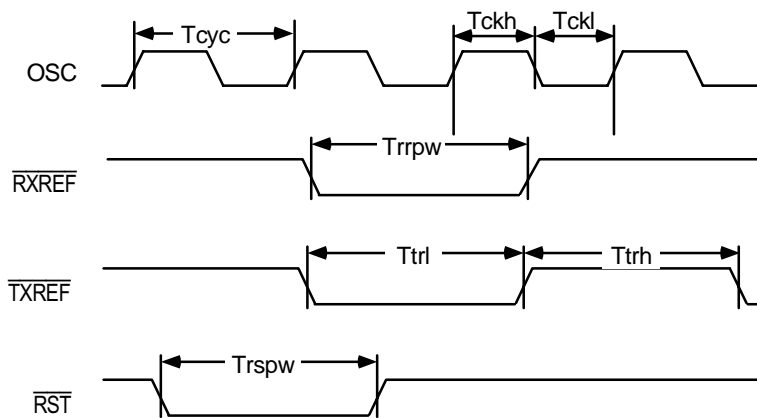 Tcyc
Tckh
Tckl
OSC
Trrpw
RXREF
Ttrl
Ttrh
TXREF
Trspw
RST